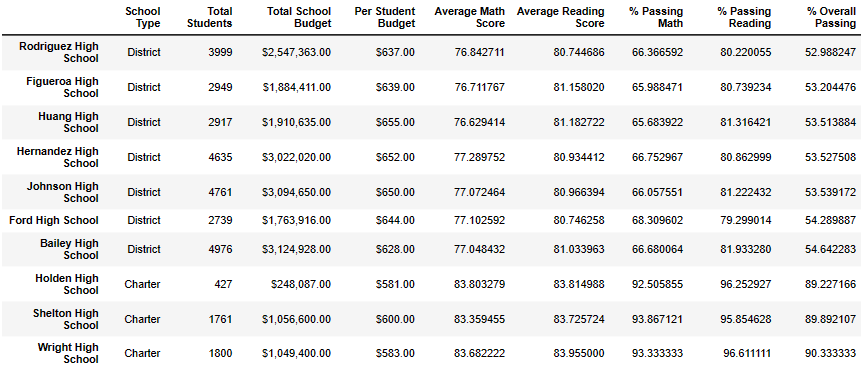 School Type Total Students Total School Budget Per Student Budget Average Math Score Average Reading Score % Passing Math % Passing Reading % Overall Passing
Rodriguez High School District 3999 $2,547,363.00 $637.00 76.842711 80.744686 66.366592 80.220055 52.988247
Figueroa High School District 2949 $1,884,411.00 $639.00 76.711767 81.158020 65.988471 80.739234 53.204476
Huang High School District 2917 $1,910,635.00 $655.00 76.629414 81.182722 65.683922 81.316421 53.513884
Hernandez High School District 4635 $3,022,020.00 $652.00 77.289752 80.934412 66.752967 80.862999 53.527508
Johnson High School District 4761 $3,094,650.00 $650.00 77.072464 80.966394 66.057551 81.222432 53.539172
Ford High School District 2739 $1,763,916.00 $644.00 77.102592 80.746258 68.309602 79.299014 54.289887
Bailey High School District 4976 $3,124,928.00 $628.00 77.048432 81.033963 66.680064 81.933280 54.642283
Holden High School Charter 427 $248,087.00 $581.00 83.803279 83.814988 92.505855 96.252927 89.227166
Shelton High School Charter 1761 $1,056,600.00 $600.00 83.359455 83.725724 93.867121 95.854628 89.892107
Wright High School Charter 1800 $1,049,400.00 $583.00 83.682222 83.955000 93.333333 96.611111 90.333333